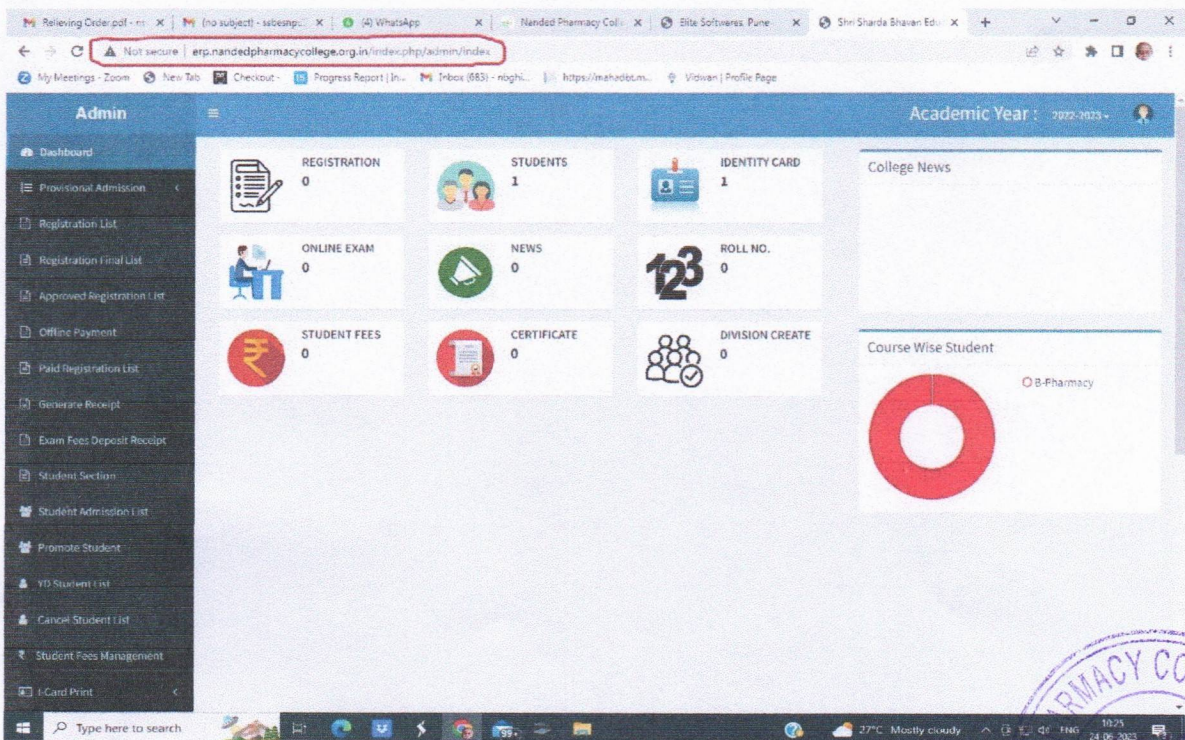 Relieving Order.pdf - 
(no subject) - ssbesnp...
(4) WhatsApp
Nanded Pharmacy Coll
Elite Softwares, Pune
Shri Sharda Bhavan Edu
Not secure | erp.nandedpharmacycollege.org.in/index.php/admin/index
My Meetings - Zoom
New Tab
Checkout -
Progress Report | In...
Inbox (683) -
Vidwan | Profile Page
Admin
Academic Year : 2022-2023
Dashboard
Provisional Admission
Registration List
Registration Final List
Approved Registration List
Offline Payment
Paid Registration List
Generate Receipt
Exam Fees Deposit Receipt
Student Section
Student Admission List
Promote Student
YD Student List
Cancel Student List
Student Fees Management
I-Card Print
REGISTRATION
0
STUDENTS
1
IDENTITY CARD
1
ONLINE EXAM
0
NEWS
0
123
ROLL NO.
0
STUDENT FEES
0
CERTIFICATE
0
DIVISION CREATE
0
College News
Course Wise Student
B-Pharmacy
Type here to search
99+
27°C Mostly cloudy
ENG
10:25
24-06-2023